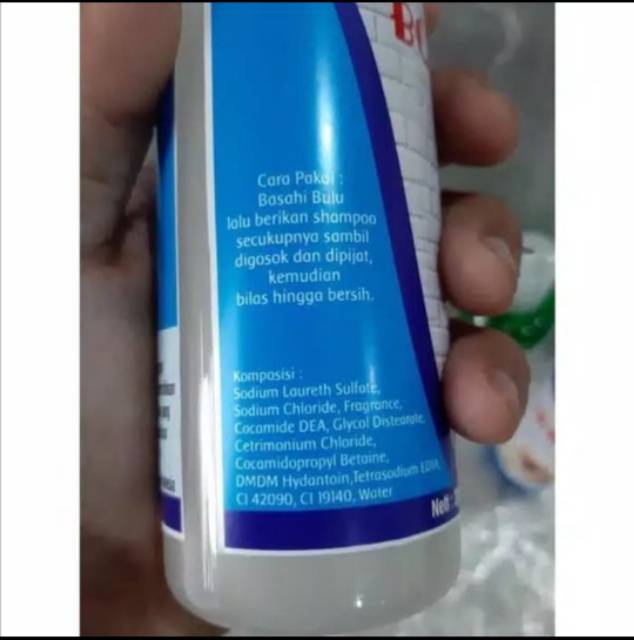 Cara Pakai :
Basahi Bulu
lalu berikan shampoo
secukupnya sambil
digosok dan dipijat,
kemudian
bilas hingga bersih.
Komposisi :
Sodium Laureth Sulfate,
Sodium Chloride, Fragrance,
Cocamide DEA, Glycol Distearate,
Cetrimonium Chloride,
Cocamidopropyl Betaine,
DMDM Hydantoin, Tetrasodium EDTA,
CI 42090, CI 19140, Water
Nett :